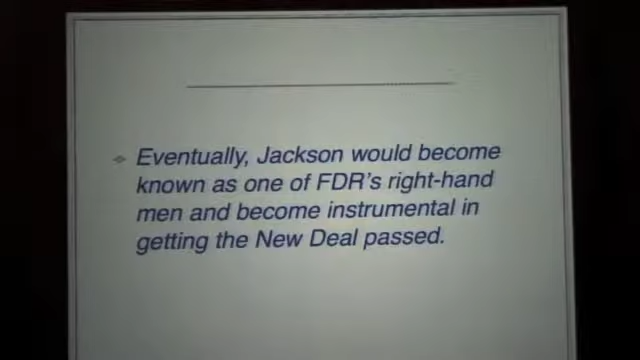 Eventually, Jackson would become
known as one of FDR's right-hand
men and become instrumental in
getting the New Deal passed.